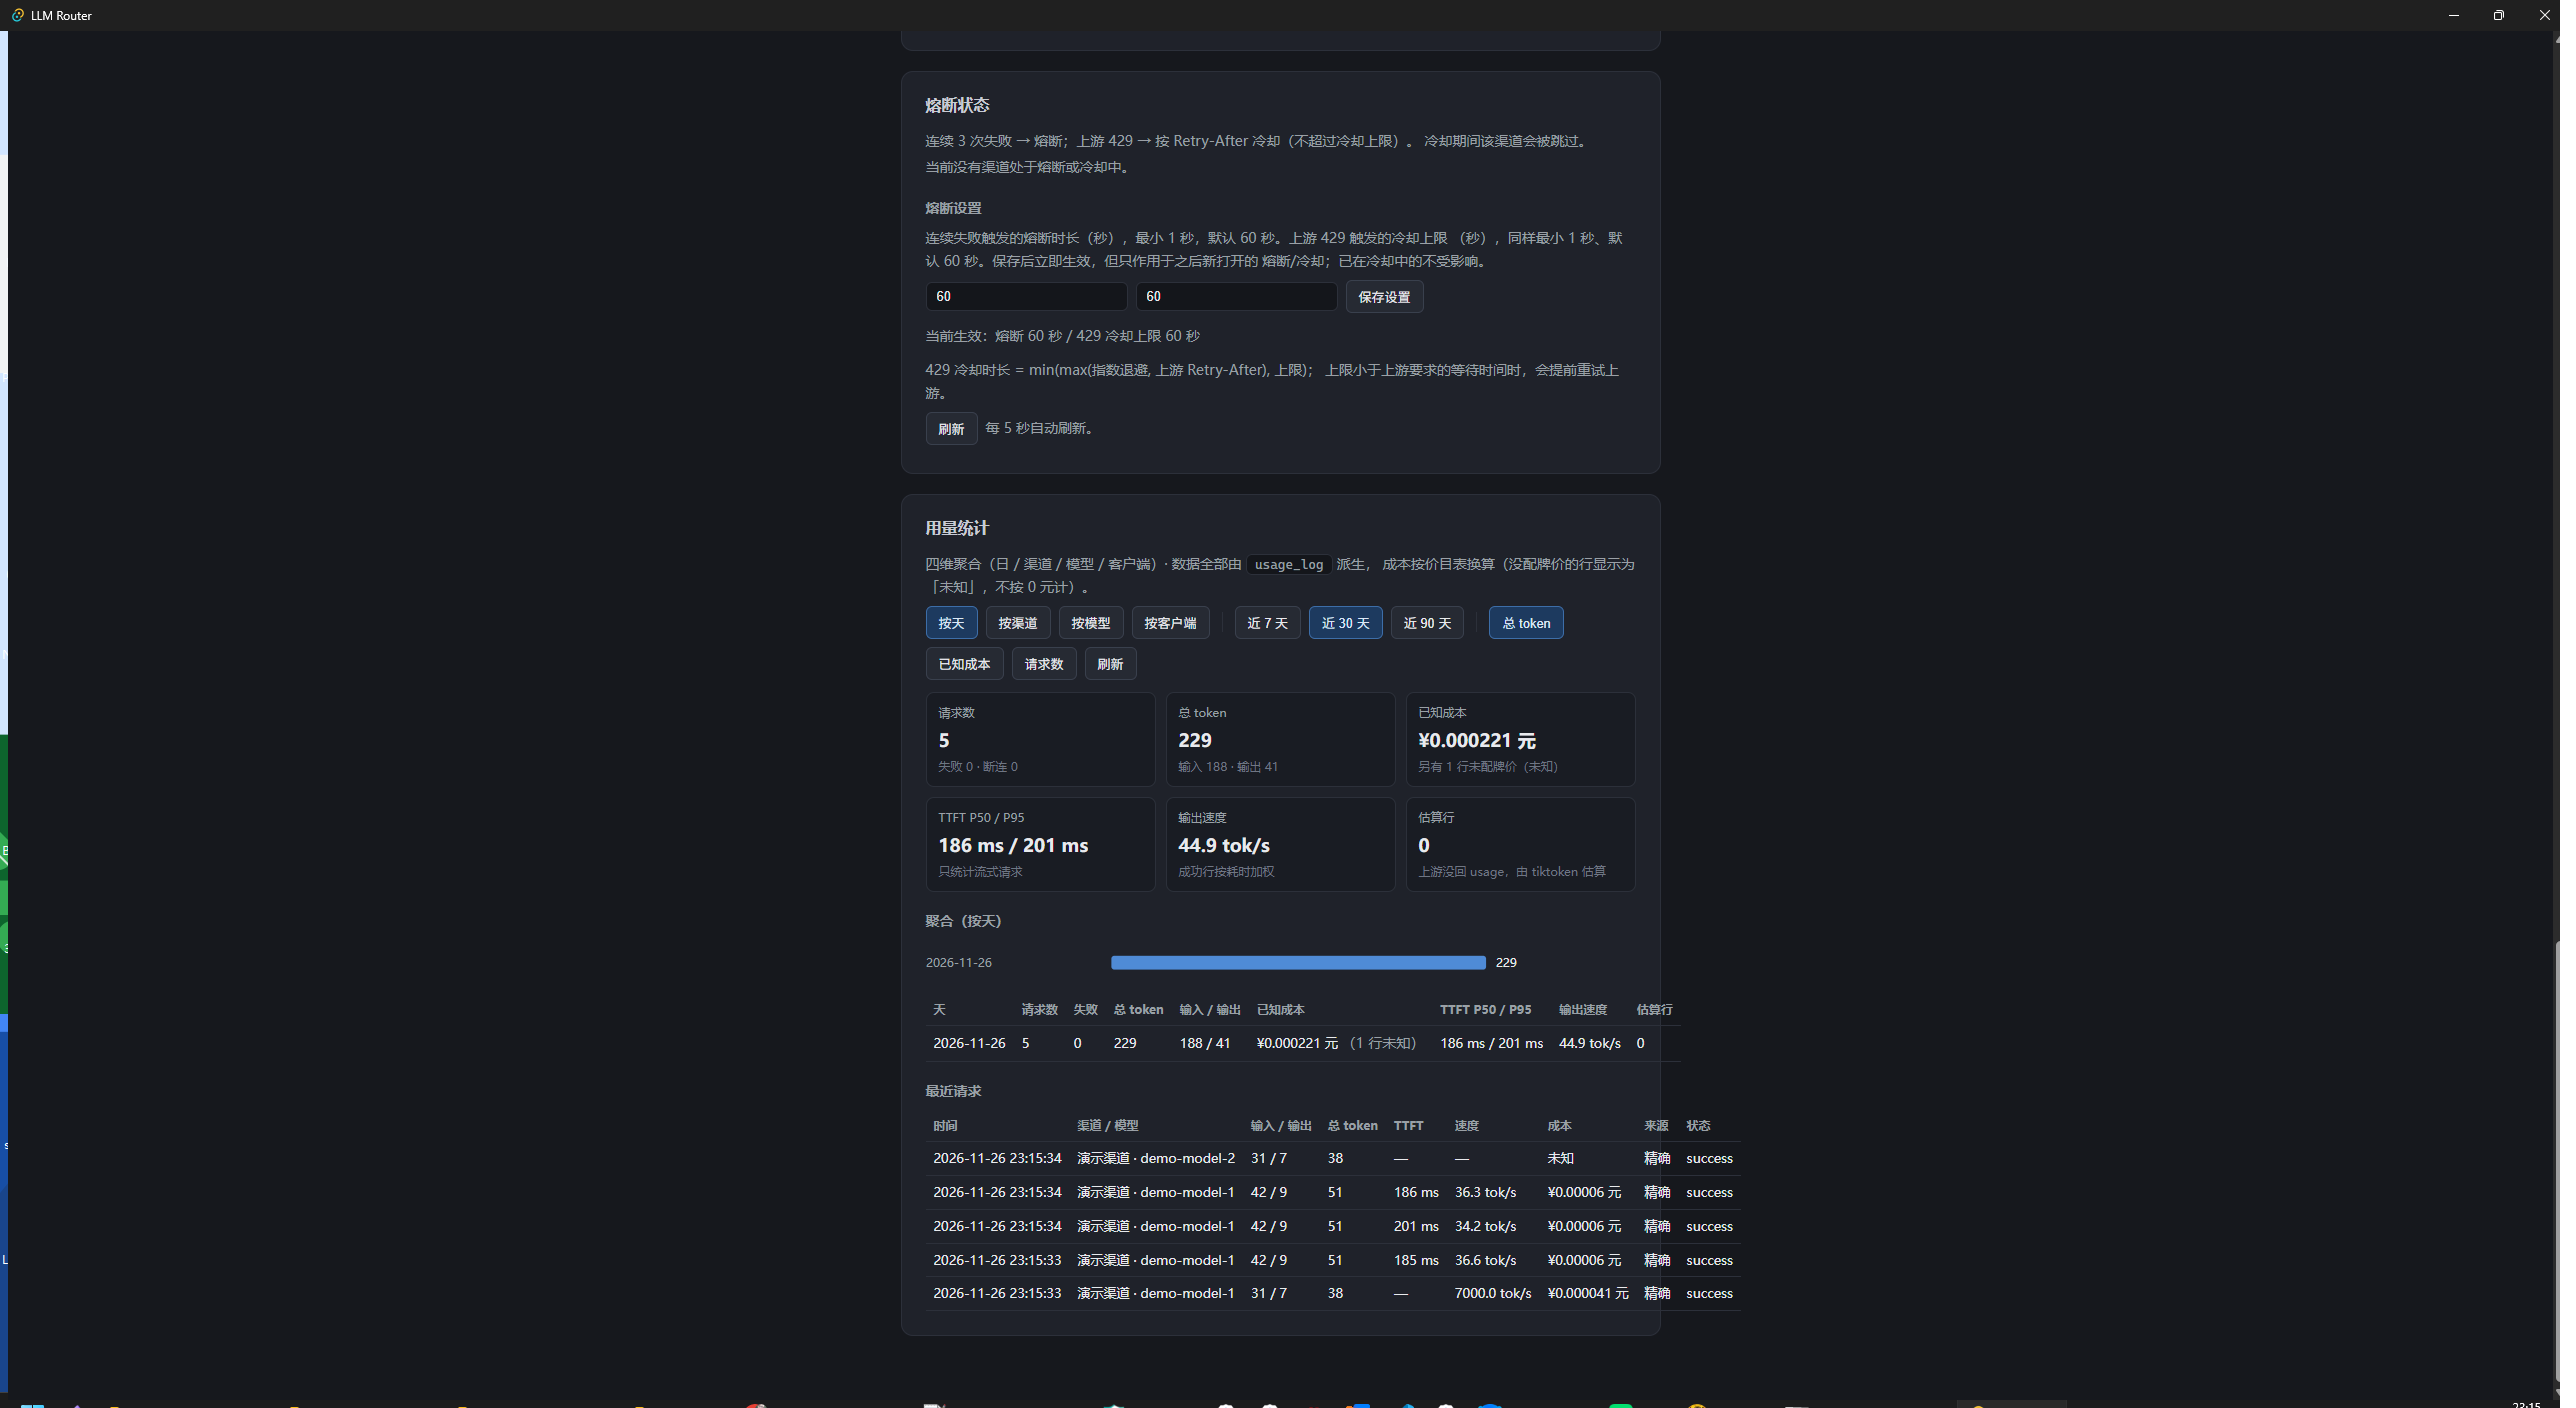 LLM Router
熔断状态
连续 3 次失败 → 熔断；上游 429 → 按 Retry-After 冷却（不超过冷却上限）。 冷却期间该渠道会被跳过。
当前没有渠道处于熔断或冷却中。
熔断设置
连续失败触发的熔断时长（秒），最小 1 秒，默认 60 秒。上游 429 触发的冷却上限 （秒），同样最小 1 秒、默
认 60 秒。保存后立即生效，但只作用于之后新打开的 熔断/冷却；已在冷却中的不受影响。
60 60 保存设置
当前生效：熔断 60 秒 / 429 冷却上限 60 秒
429 冷却时长 = min(max(指数退避, 上游 Retry-After), 上限)； 上限小于上游要求的等待时间时，会提前重试上
游。
刷新 每 5 秒自动刷新。
用量统计
四维聚合（日 / 渠道 / 模型 / 客户端）· 数据全部由 usage_log 派生， 成本按价目表换算（没配牌价的行显示为
「未知」，不按 0 元计）。
按天 按渠道 按模型 按客户端 近 7 天 近 30 天 近 90 天 总 token
已知成本 请求数 刷新
请求数 总 token 已知成本
5 229 ¥0.000221 元
失败 0 · 断连 0 输入 188 · 输出 41 另有 1 行未配牌价（未知）
TTFT P50 / P95 输出速度 估算行
186 ms / 201 ms 44.9 tok/s 0
只统计流式请求 成功行按耗时加权 上游没回 usage，由 tiktoken 估算
聚合（按天）
2026-11-26 229
天 请求数 失败 总 token 输入 / 输出 已知成本 TTFT P50 / P95 输出速度 估算行
2026-11-26 5 0 229 188 / 41 ¥0.000221 元 （1 行未知） 186 ms / 201 ms 44.9 tok/s 0
最近请求
时间 渠道 / 模型 输入 / 输出 总 token TTFT 速度 成本 来源 状态
2026-11-26 23:15:34 演示渠道 · demo-model-2 31 / 7 38 — — 未知 精确 success
2026-11-26 23:15:34 演示渠道 · demo-model-1 42 / 9 51 186 ms 36.3 tok/s ¥0.00006 元 精确 success
2026-11-26 23:15:34 演示渠道 · demo-model-1 42 / 9 51 201 ms 34.2 tok/s ¥0.00006 元 精确 success
2026-11-26 23:15:33 演示渠道 · demo-model-1 42 / 9 51 185 ms 36.6 tok/s ¥0.00006 元 精确 success
2026-11-26 23:15:33 演示渠道 · demo-model-1 31 / 7 38 — 7000.0 tok/s ¥0.000041 元 精确 success